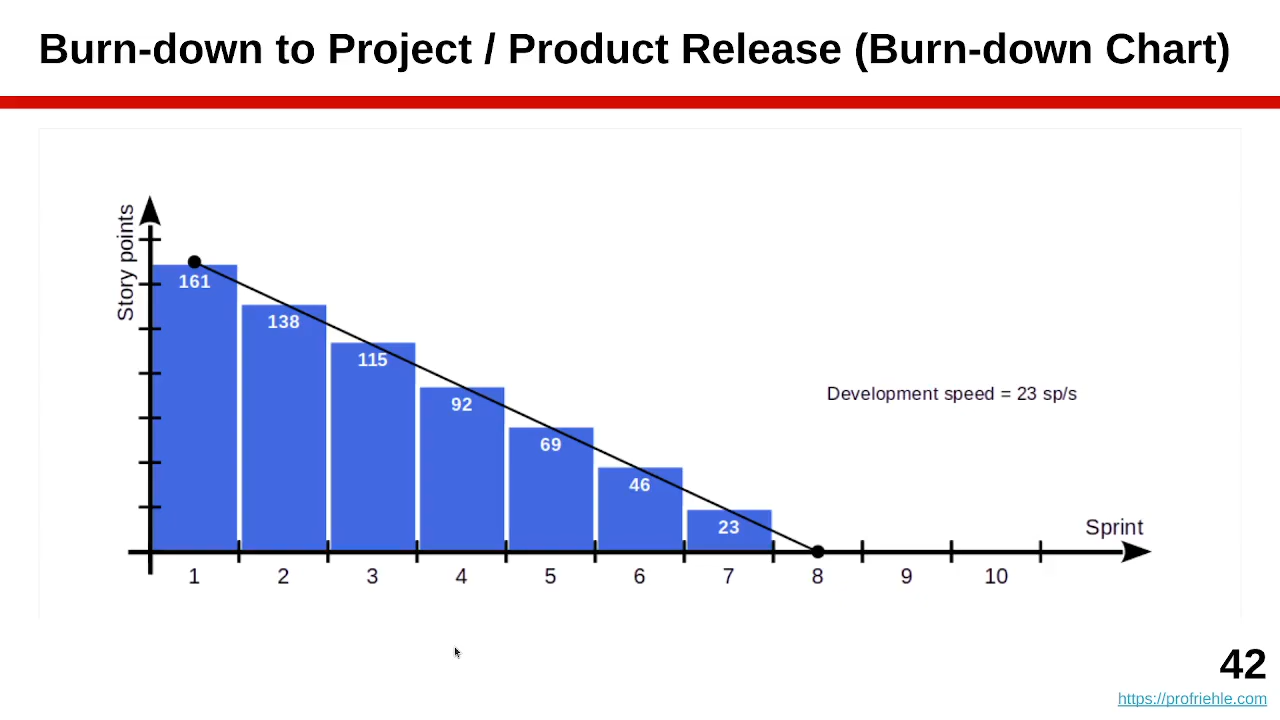 Burn-down to Project / Product Release (Burn-down Chart)
Story points
161
138
115
92
69
46
23
Development speed = 23 sp/s
Sprint
1 2 3 4 5 6 7 8 9 10
42
https://profriehle.com